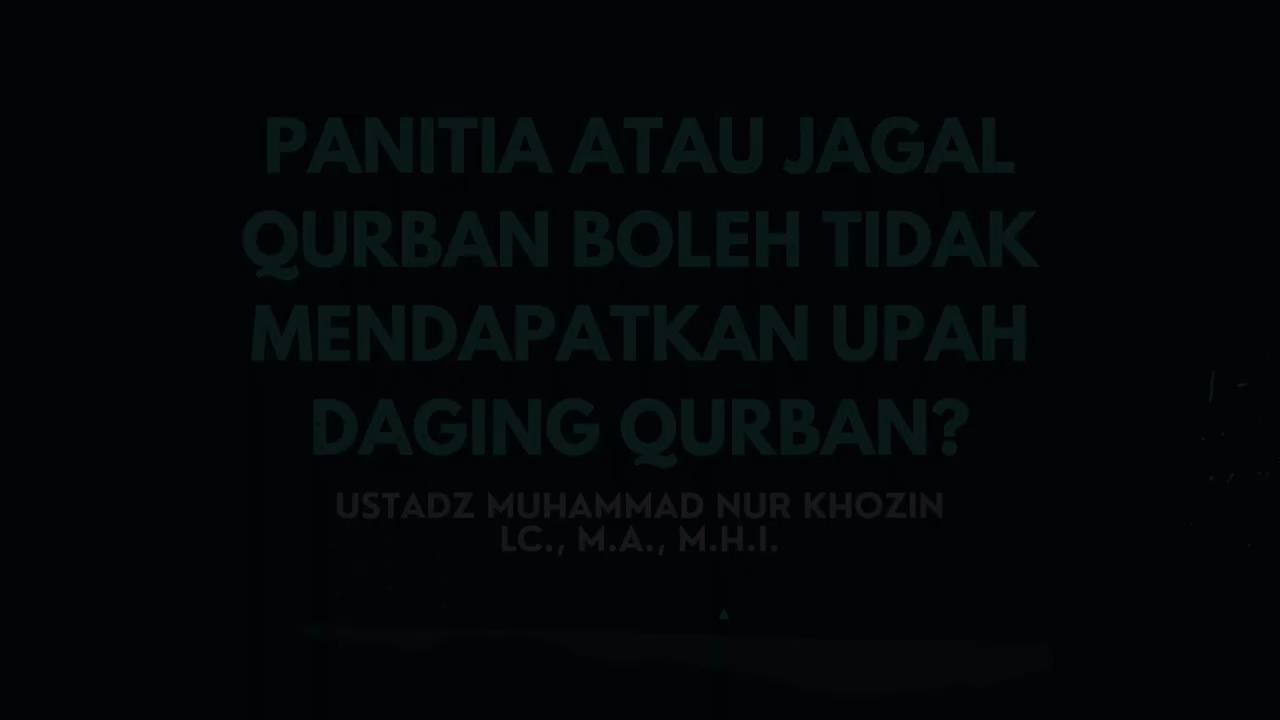 PANITIA ATAU JAGAL
QURBAN BOLEH TIDAK
MENDAPATKAN UPAH
DAGING QURBAN?
USTADZ MUHAMMAD NUR KHOZIN
LC., M.A., M.H.I.